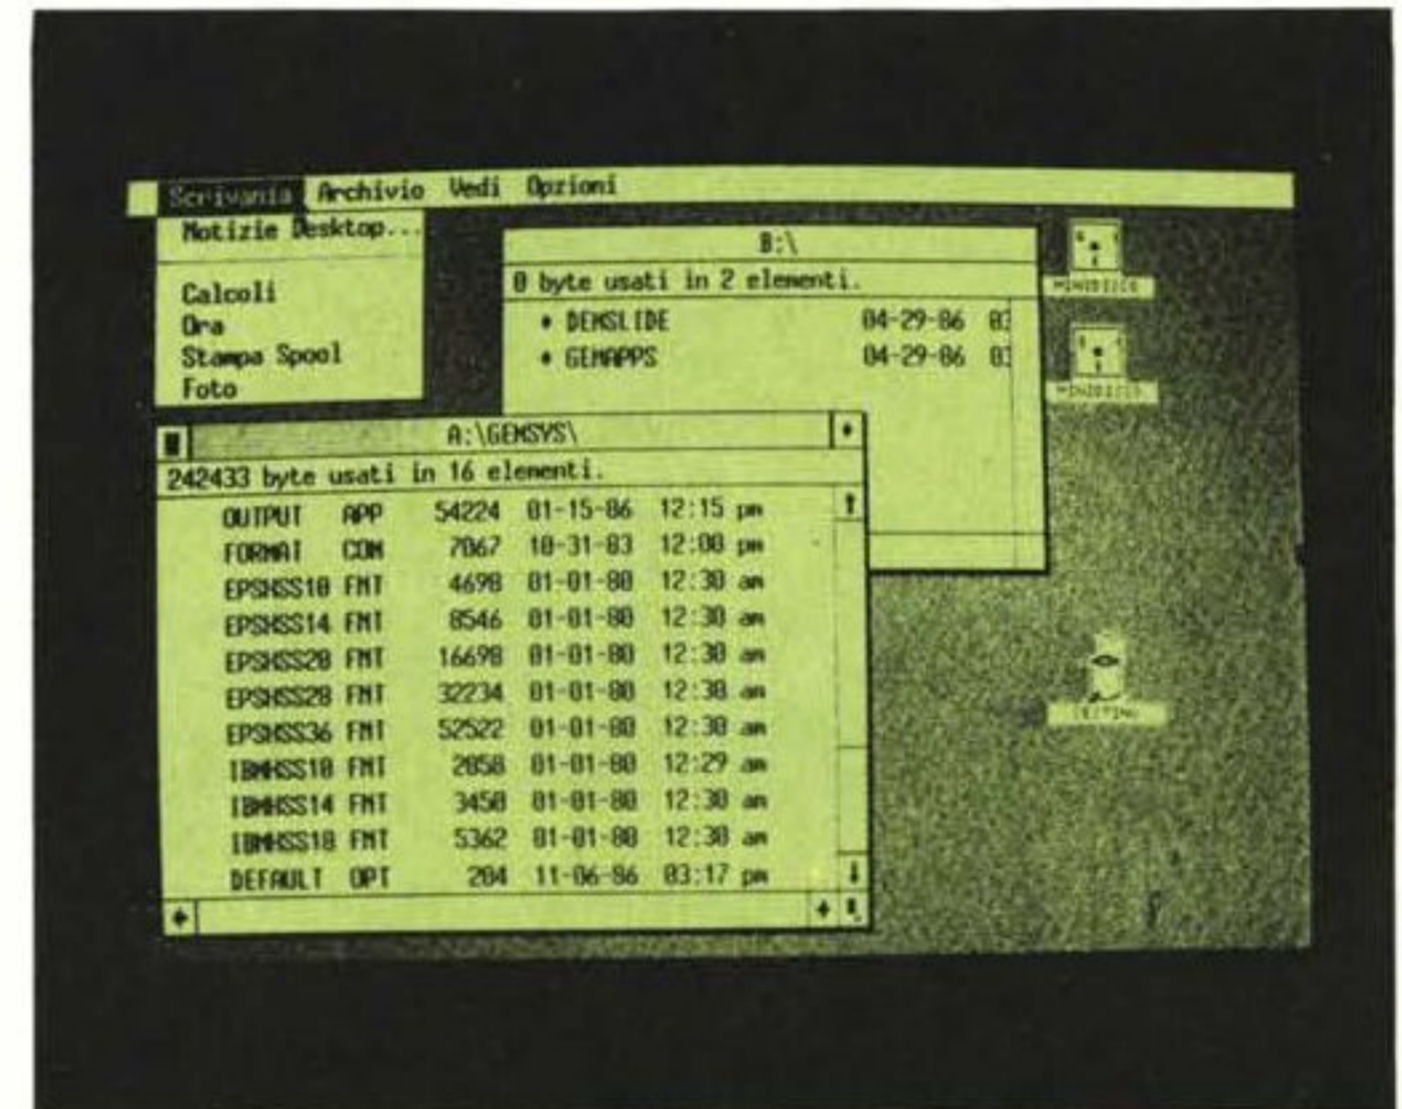 Scrivania Archivio Vedi Opzioni
Notizie Desktop...
Calcoli
Ora
Stampa Spool
Foto
B:\
0 byte usati in 2 elementi.
♦ DEMSLIDE 04-29-86 03
♦ GEMAPPS 04-29-86 03
MINIDISCO
MINIDISCO
CESTINO
A:\GEMSYS\
242433 byte usati in 16 elementi.
OUTPUT APP 54224 01-15-86 12:15 pm
FORMAT COM 7067 10-31-83 12:00 pm
EPSHSS10 FNT 4698 01-01-80 12:30 am
EPSHSS14 FNT 8546 01-01-80 12:30 am
EPSHSS20 FNT 16698 01-01-80 12:30 am
EPSHSS28 FNT 32234 01-01-80 12:30 am
EPSHSS36 FNT 52522 01-01-80 12:30 am
IBMHSS10 FNT 2858 01-01-80 12:29 am
IBMHSS14 FNT 3450 01-01-80 12:30 am
IBMHSS18 FNT 5362 01-01-80 12:30 am
DEFAULT OPT 204 11-06-86 03:17 pm